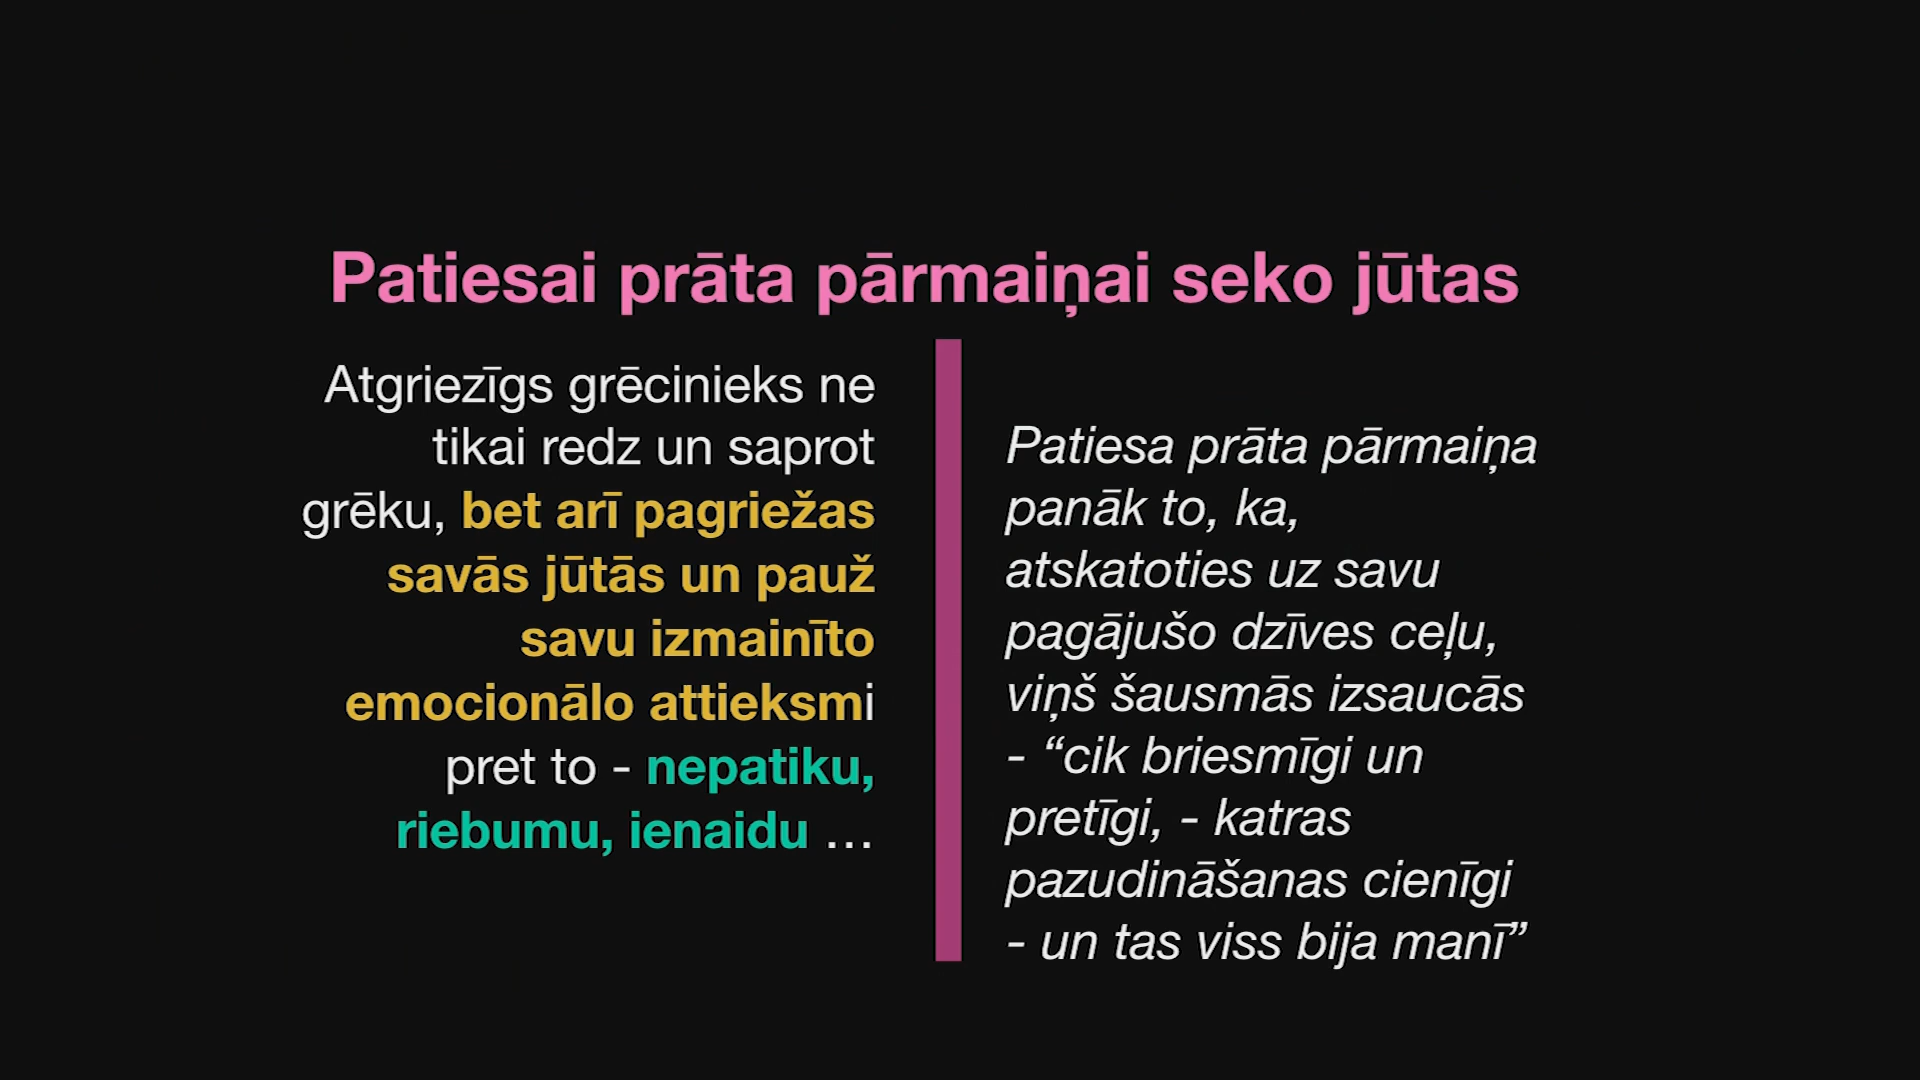 Patiesai prāta pārmaiņai seko jūtas
Atgriezīgs grēcinieks ne
tikai redz un saprot
grēku, bet arī pagriežas
savās jūtās un pauž
savu izmainīto
emocionālo attieksmi
pret to - nepatiku,
riebumu, ienaidu …
Patiesa prāta pārmaiņa
panāk to, ka,
atskatoties uz savu
pagājušo dzīves ceļu,
viņš šausmās izsaucās
- “cik briesmīgi un
pretīgi, - katras
pazudināšanas cienīgi
- un tas viss bija manī”